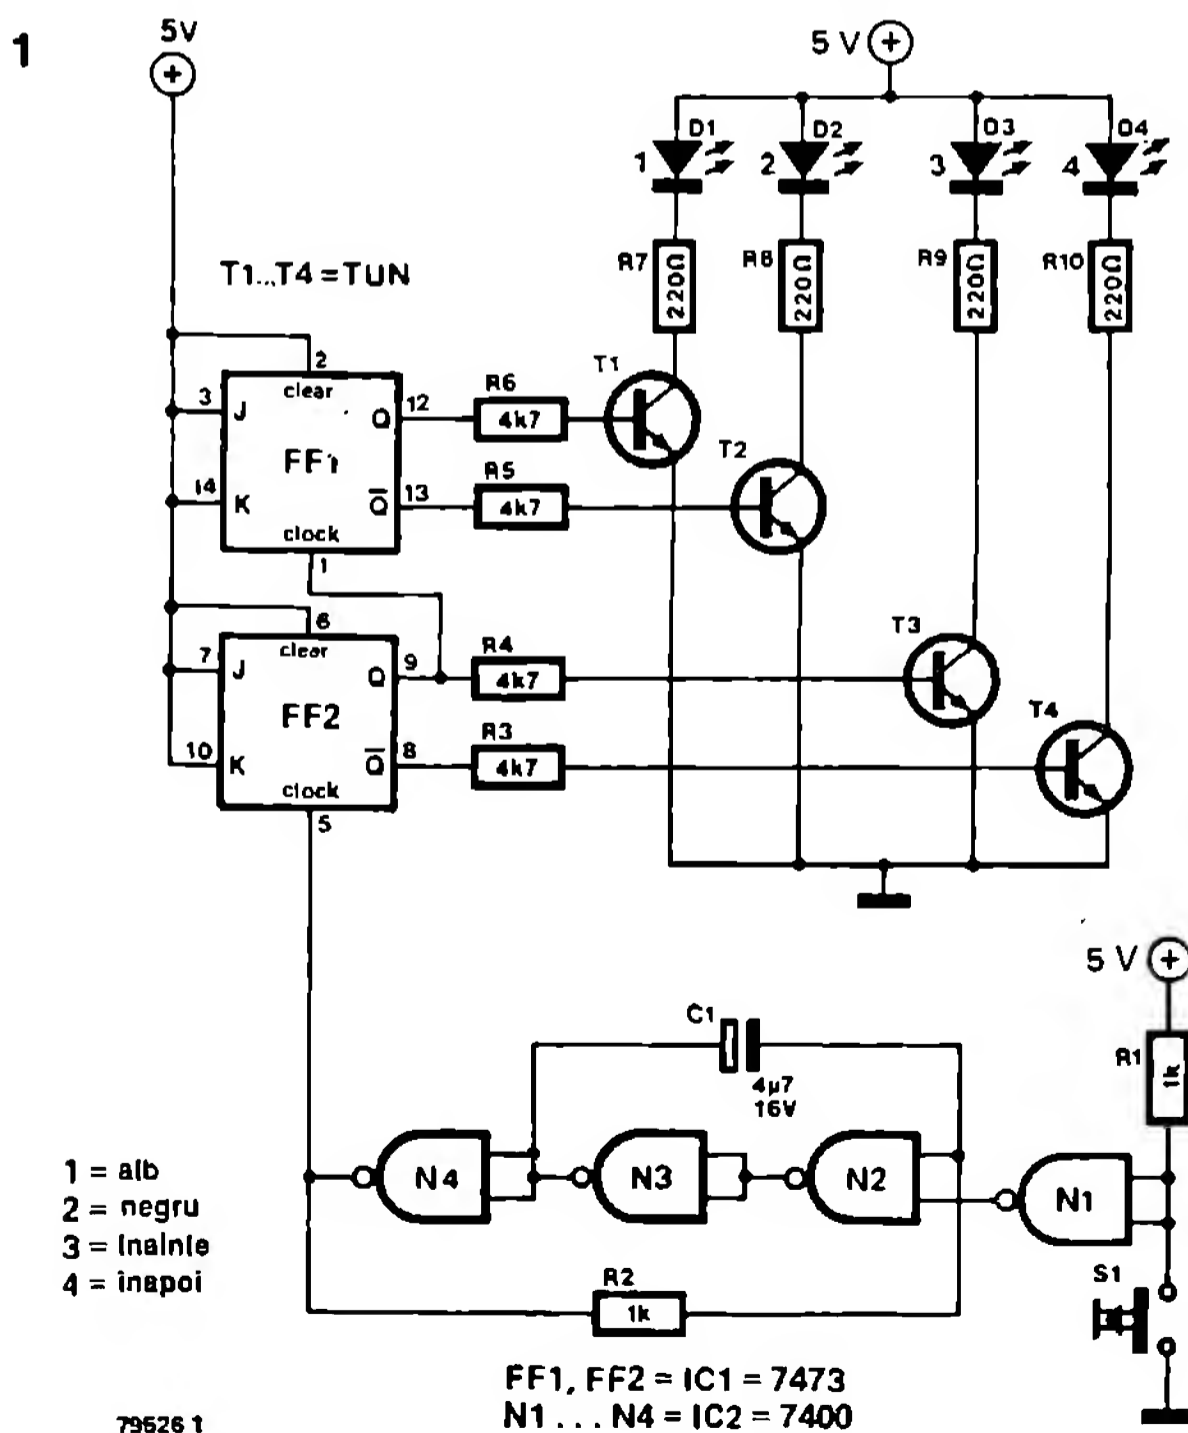 1
5V
5 V
D1
D2
D3
D4
1
2
3
4
R7
220Ω
R8
220Ω
R9
220Ω
R10
220Ω
T1...T4 = TUN
2
clear
3
J
Q
12
FF1
14
K
Q̅
13
clock
1
R6
4k7
R5
4k7
T1
T2
6
clear
7
J
Q
9
FF2
10
K
Q̅
8
clock
5
R4
4k7
R3
4k7
T3
T4
5 V
R1
1k
C1
4µ7
16V
N4
N3
N2
N1
S1
R2
1k
1 = alb
2 = negru
3 = înainte
4 = înapoi
FF1, FF2 = IC1 = 7473
N1 . . . N4 = IC2 = 7400
79526 1